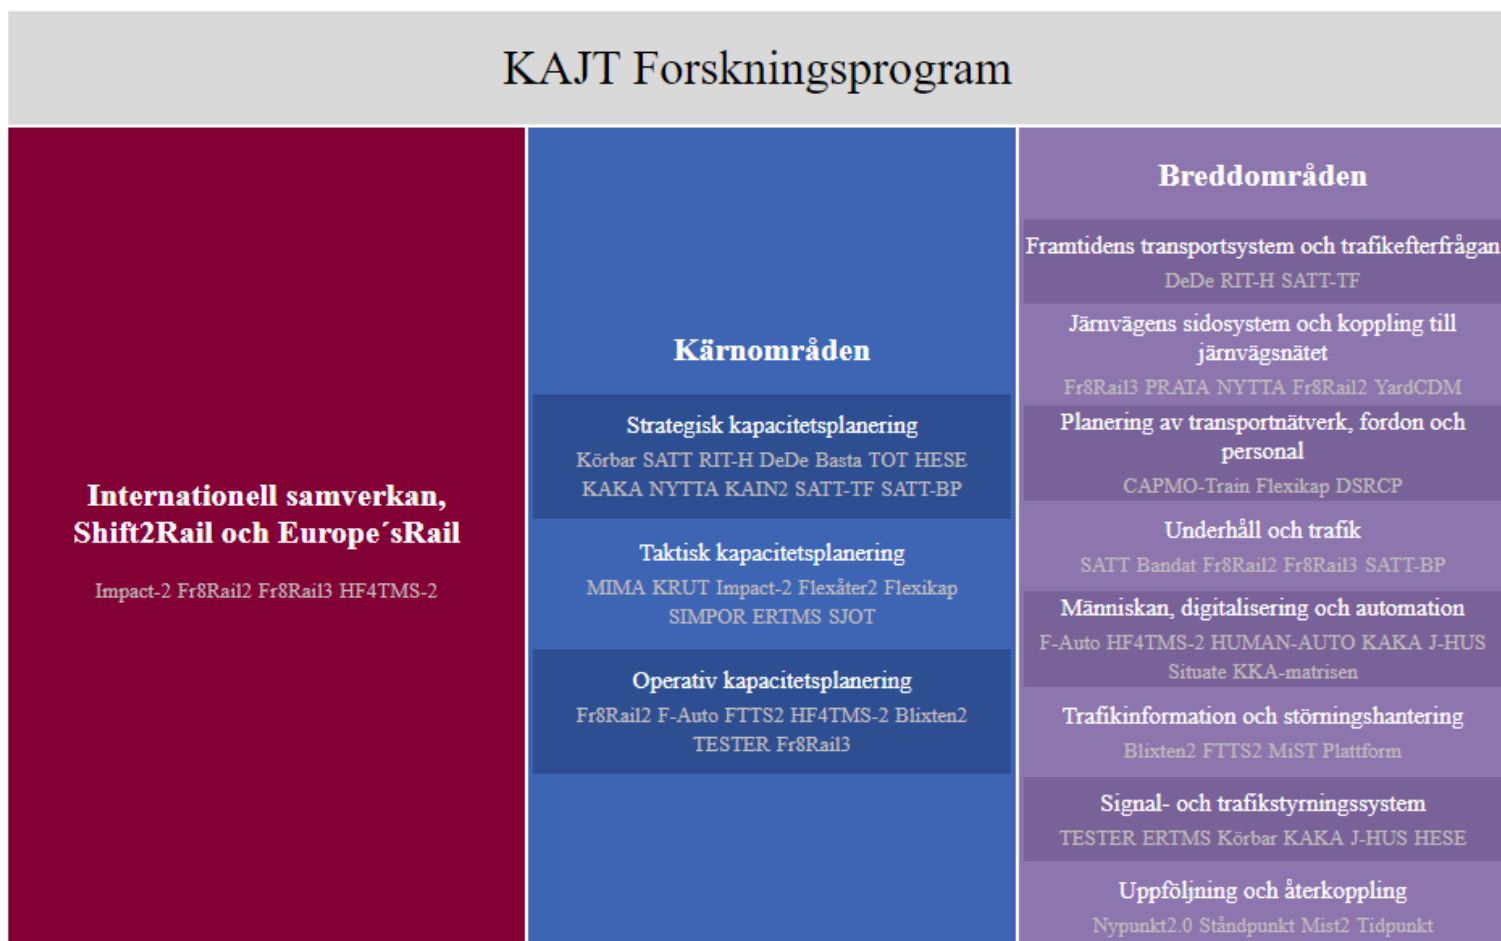 KAJT Forskningsprogram
Internationell samverkan,
Shift2Rail och Europe´sRail
Impact-2 Fr8Rail2 Fr8Rail3 HF4TMS-2
Kärnområden
Strategisk kapacitetsplanering
Körbar SATT RIT-H DeDe Basta TOT HESE
KAKA NYTTA KAIN2 SATT-TF SATT-BP
Taktisk kapacitetsplanering
MIMA KRUT Impact-2 Flexåter2 Flexikap
SIMPOR ERTMS SJOT
Operativ kapacitetsplanering
Fr8Rail2 F-Auto FTTS2 HF4TMS-2 Blixten2
TESTER Fr8Rail3
Breddområden
Framtidens transportsystem och trafikefterfrågan
DeDe RIT-H SATT-TF
Järnvägens sidosystem och koppling till
järnvägsnätet
Fr8Rail3 PRATA NYTTA Fr8Rail2 YardCDM
Planering av transportnätverk, fordon och
personal
CAPMO-Train Flexikap DSRCP
Underhåll och trafik
SATT Bandat Fr8Rail2 Fr8Rail3 SATT-BP
Människan, digitalisering och automation
F-Auto HF4TMS-2 HUMAN-AUTO KAKA J-HUS
Situate KKA-matrisen
Trafikinformation och störningshantering
Blixten2 FTTS2 MiST Plattform
Signal- och trafikstyrningssystem
TESTER ERTMS Körbar KAKA J-HUS HESE
Uppföljning och återkoppling
Nypunkt2.0 Ståndpunkt Mist2 Tidpunkt